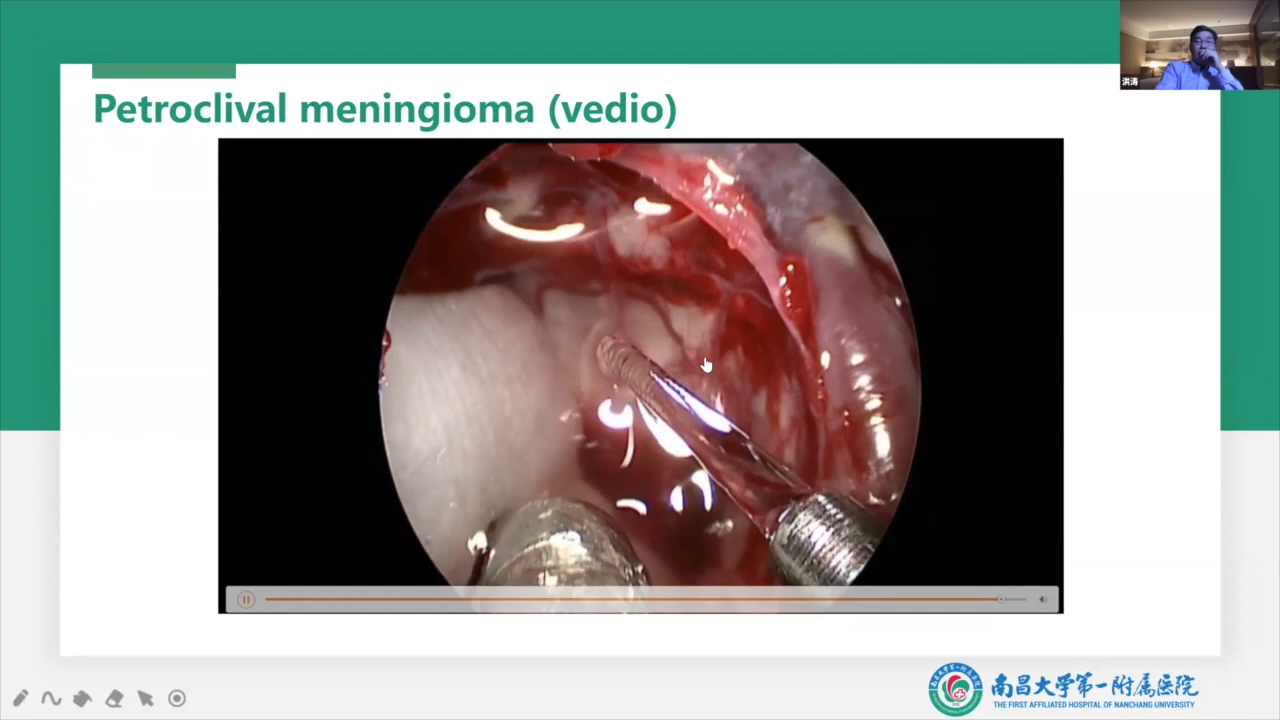 洪涛
Petroclival meningioma (vedio)
南昌大学第一附属医院
THE FIRST AFFILIATED HOSPITAL OF NANCHANG UNIVERSITY